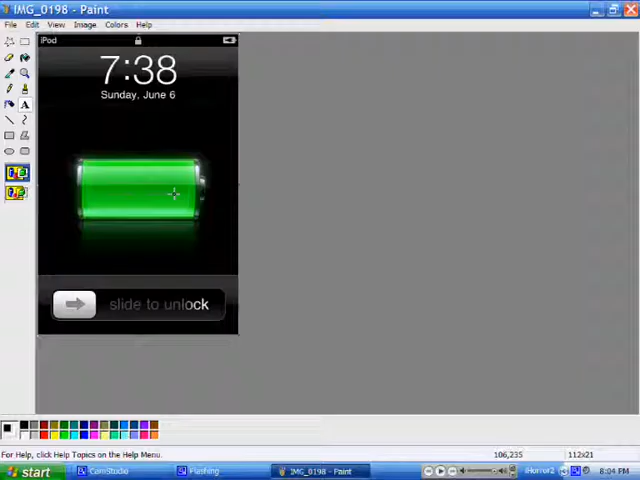 IMG_0198 - Paint
File Edit View Image Colors Help
iPod
7:38
Sunday, June 6
slide to unlock
For Help, click Help Topics on the Help Menu.
106,235
112x21
start
CamStudio
Flashing
IMG_0198 - Paint
iHorror2
8:04 PM